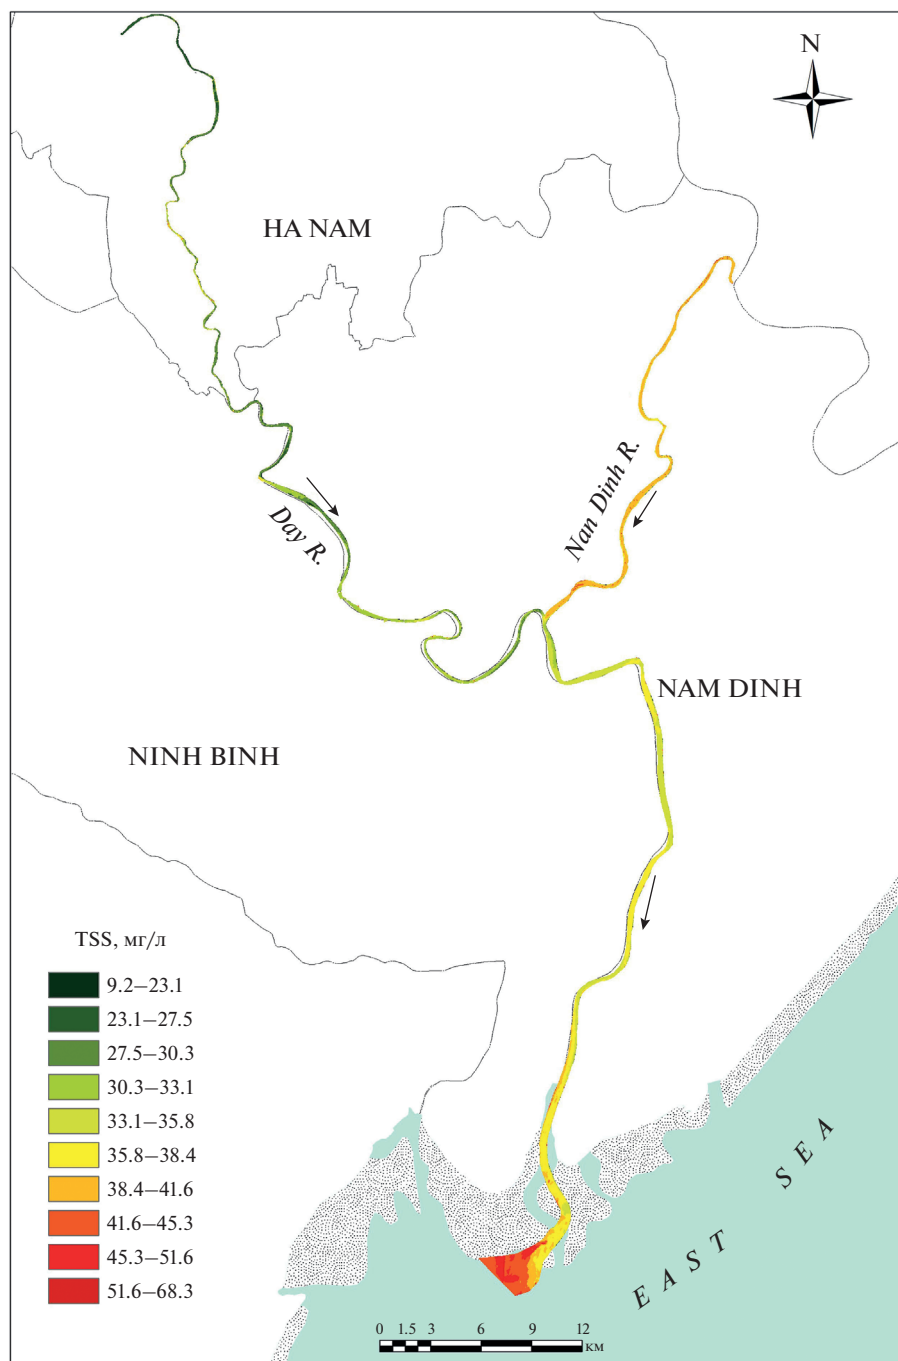 N
HA NAM
Nan Dinh R.
Day R.
NAM DINH
NINH BINH
TSS, мг/л
9.2–23.1
23.1–27.5
27.5–30.3
30.3–33.1
33.1–35.8
35.8–38.4
38.4–41.6
41.6–45.3
45.3–51.6
51.6–68.3
EAST SEA
0 1.5 3 6 9 12
км